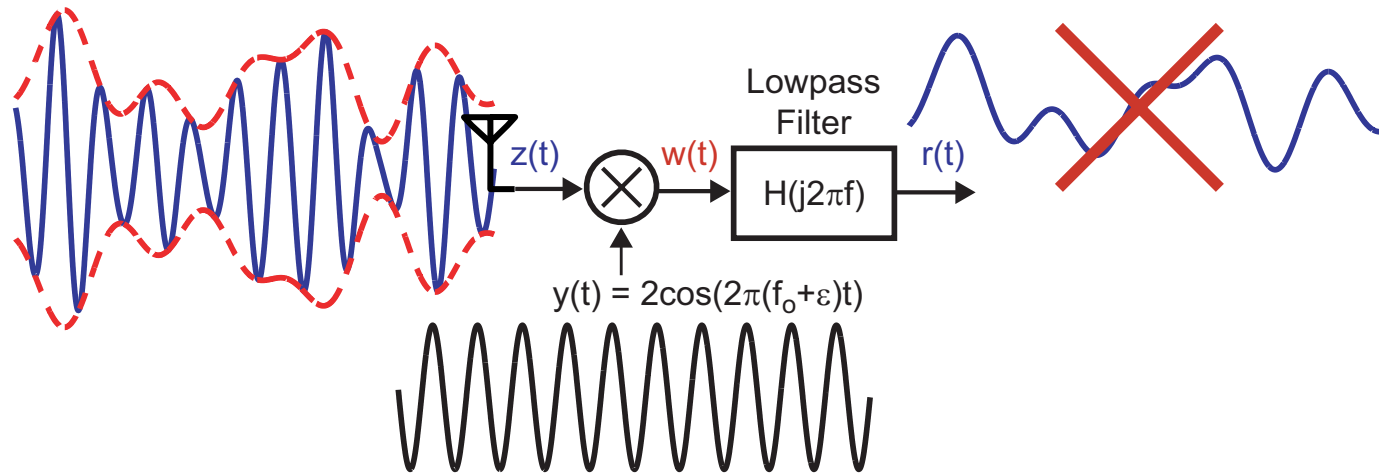 Lowpass
Filter
z(t)
w(t)
H(j2πf)
r(t)
y(t) = 2cos(2π(fₒ+ε)t)